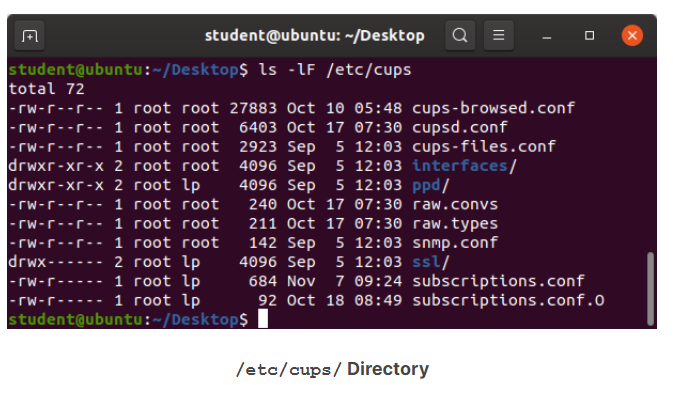 student@ubuntu: ~/Desktop
student@ubuntu:~/Desktop$ ls -lF /etc/cups
total 72
-rw-r--r-- 1 root root 27883 Oct 10 05:48 cups-browsed.conf
-rw-r--r-- 1 root root  6403 Oct 17 07:30 cupsd.conf
-rw-r--r-- 1 root root  2923 Sep  5 12:03 cups-files.conf
drwxr-xr-x 2 root root  4096 Sep  5 12:03 interfaces/
drwxr-xr-x 2 root lp    4096 Sep  5 12:03 ppd/
-rw-r--r-- 1 root root   240 Oct 17 07:30 raw.convs
-rw-r--r-- 1 root root   211 Oct 17 07:30 raw.types
-rw-r--r-- 1 root root   142 Sep  5 12:03 snmp.conf
drwx------ 2 root lp    4096 Sep  5 12:03 ssl/
-rw-r----- 1 root lp     684 Nov  7 09:24 subscriptions.conf
-rw-r----- 1 root lp      92 Oct 18 08:49 subscriptions.conf.O
student@ubuntu:~/Desktop$
/etc/cups/ Directory